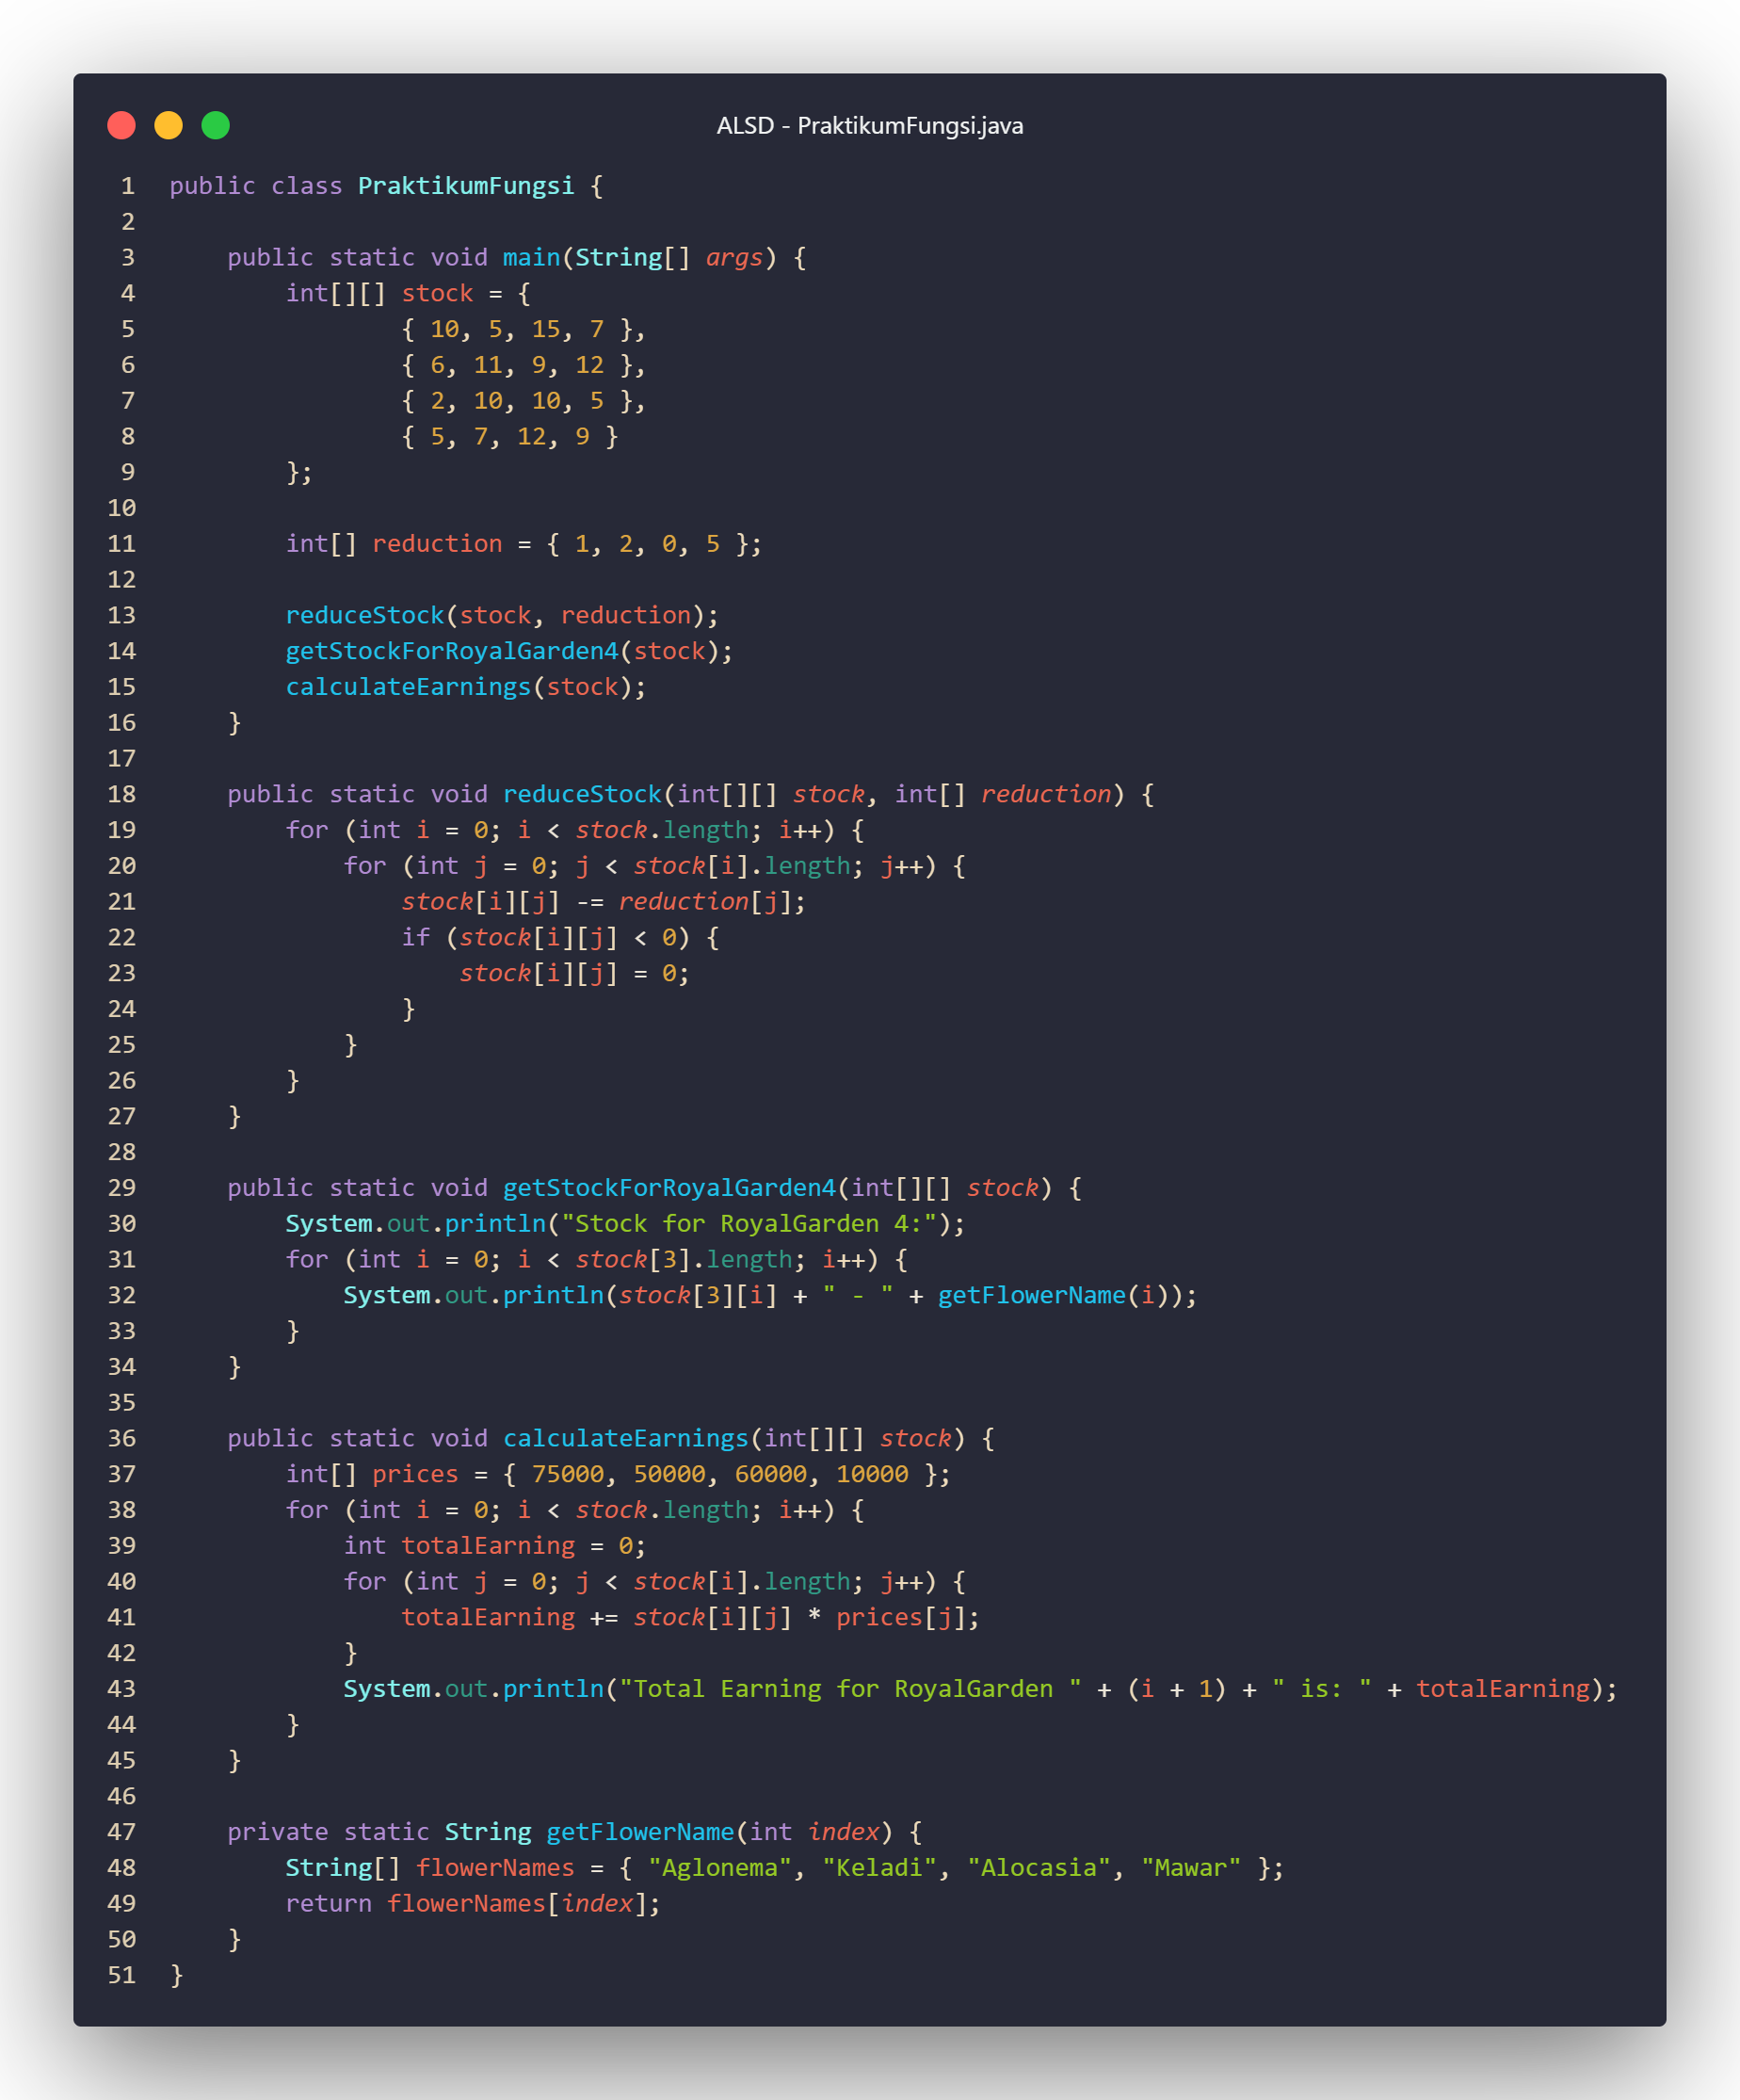 ALSD - PraktikumFungsi.java
1 public class PraktikumFungsi {
2
3     public static void main(String[] args) {
4         int[][] stock = {
5                 { 10, 5, 15, 7 },
6                 { 6, 11, 9, 12 },
7                 { 2, 10, 10, 5 },
8                 { 5, 7, 12, 9 }
9         };
10
11         int[] reduction = { 1, 2, 0, 5 };
12
13         reduceStock(stock, reduction);
14         getStockForRoyalGarden4(stock);
15         calculateEarnings(stock);
16     }
17
18     public static void reduceStock(int[][] stock, int[] reduction) {
19         for (int i = 0; i < stock.length; i++) {
20             for (int j = 0; j < stock[i].length; j++) {
21                 stock[i][j] -= reduction[j];
22                 if (stock[i][j] < 0) {
23                     stock[i][j] = 0;
24                 }
25             }
26         }
27     }
28
29     public static void getStockForRoyalGarden4(int[][] stock) {
30         System.out.println("Stock for RoyalGarden 4:");
31         for (int i = 0; i < stock[3].length; i++) {
32             System.out.println(stock[3][i] + " - " + getFlowerName(i));
33         }
34     }
35
36     public static void calculateEarnings(int[][] stock) {
37         int[] prices = { 75000, 50000, 60000, 10000 };
38         for (int i = 0; i < stock.length; i++) {
39             int totalEarning = 0;
40             for (int j = 0; j < stock[i].length; j++) {
41                 totalEarning += stock[i][j] * prices[j];
42             }
43             System.out.println("Total Earning for RoyalGarden " + (i + 1) + " is: " + totalEarning);
44         }
45     }
46
47     private static String getFlowerName(int index) {
48         String[] flowerNames = { "Aglonema", "Keladi", "Alocasia", "Mawar" };
49         return flowerNames[index];
50     }
51 }